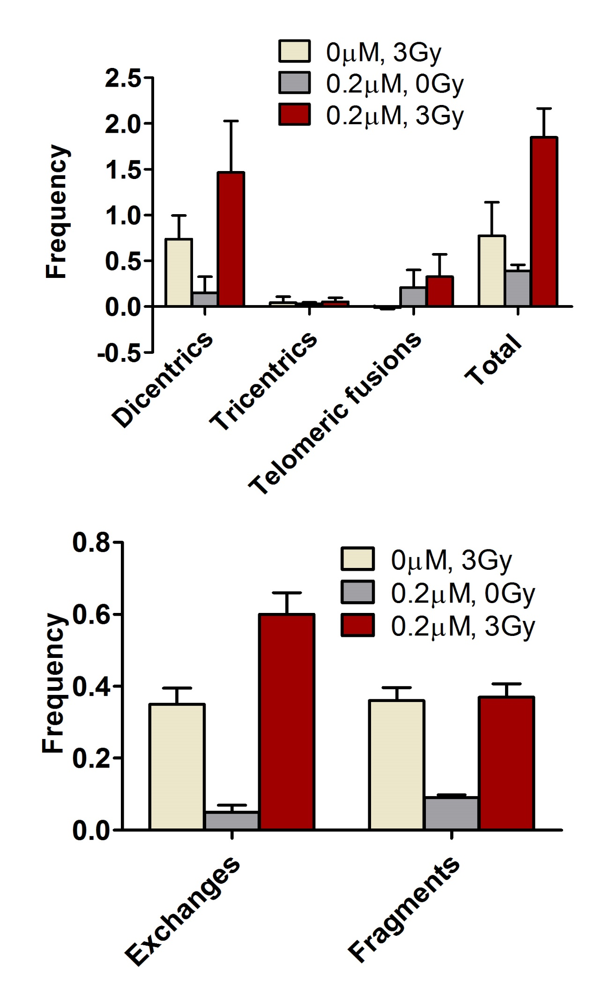 0μM, 3Gy
0.2μM, 0Gy
0.2μM, 3Gy
2.5
2.0
1.5
1.0
0.5
0.0
-0.5
Frequency
Dicentrics
Tricentrics
Telomeric fusions
Total
0μM, 3Gy
0.2μM, 0Gy
0.2μM, 3Gy
0.8
0.6
0.4
0.2
0.0
Frequency
Exchanges
Fragments